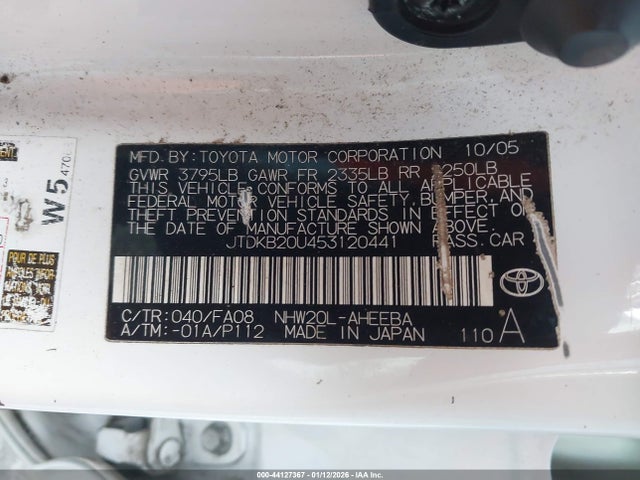 MFD. BY: TOYOTA MOTOR CORPORATION 10/05
GVWR 3795LB GAWR FR 2335LB RR 250LB
THIS VEHICLE CONFORMS TO ALL APPLICABLE
FEDERAL MOTOR VEHICLE SAFETY, BUMPER, AND
THEFT PREVENTION STANDARDS IN EFFECT ON
THE DATE OF MANUFACTURE SHOWN ABOVE.
JTDKB20U453120441 PASS. CAR
C/TR: 040/FA08 NHW20L-AHEEBA
A/TM: -01A/P112 MADE IN JAPAN 110 A
W5
000-44127367 - 01/12/2026 - IAA Inc.